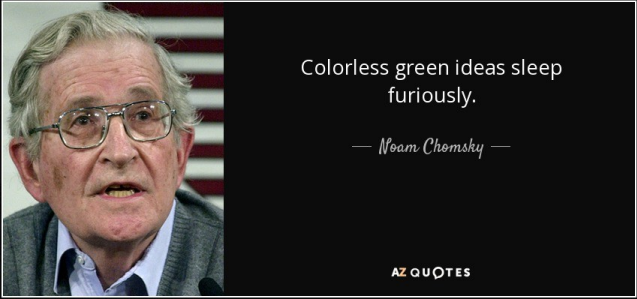 Colorless green ideas sleep
furiously.
Noam Chomsky
AZ QUOTES